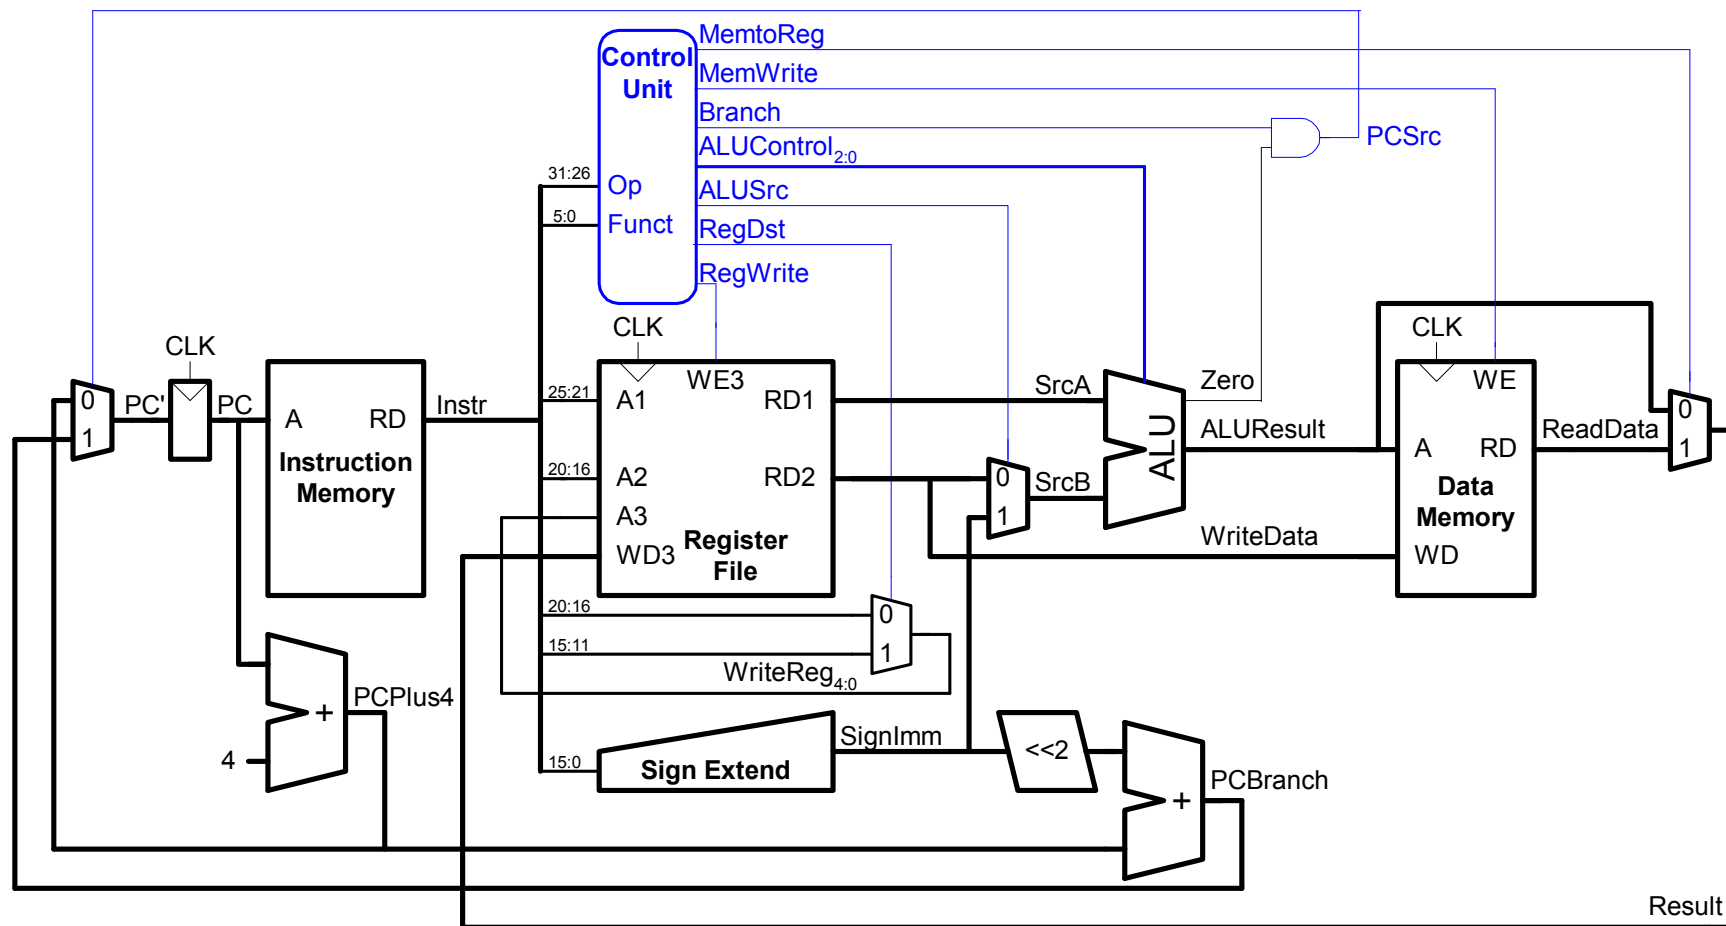 MemtoReg
Control
Unit
MemWrite
Branch
PCSrc
ALUControl2:0
31:26
Op
ALUSrc
5:0
Funct
RegDst
RegWrite
CLK
CLK
CLK
WE3
Zero
WE
0
1
PC'
PC
A
RD
Instr
25:21
A1
RD1
SrcA
ALU
ALUResult
A
RD
ReadData
0
1
Instruction
Memory
20:16
A2
RD2
0
1
SrcB
Data
Memory
A3
WD3
Register
File
WriteData
WD
20:16
0
15:11
1
WriteReg4:0
PCPlus4
+
4
SignImm
15:0
Sign Extend
<<2
PCBranch
+
Result